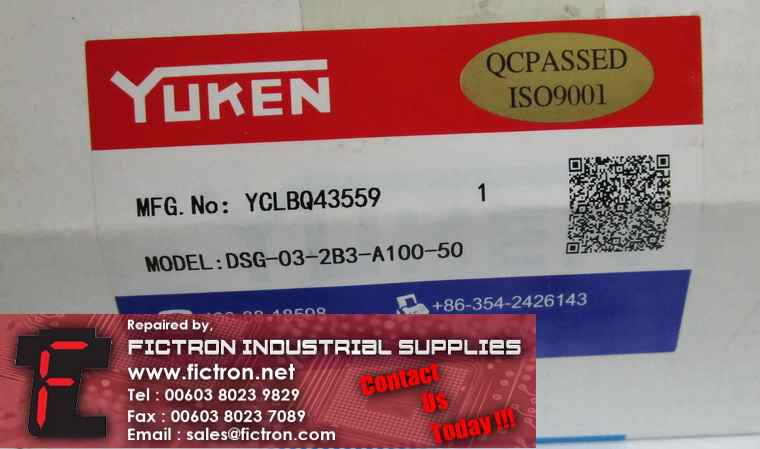 YUKEN
QCPASSED
ISO9001
MFG.No: YCLBQ43559 1
MODEL:DSG-03-2B3-A100-50
+86-354-2426143
Repaired by,
FICTRON INDUSTRIAL SUPPLIES
www.fictron.net
Tel : 00603 8023 9829
Fax : 00603 8023 7089
Email : sales@fictron.com
Contact
Us
Today !!!